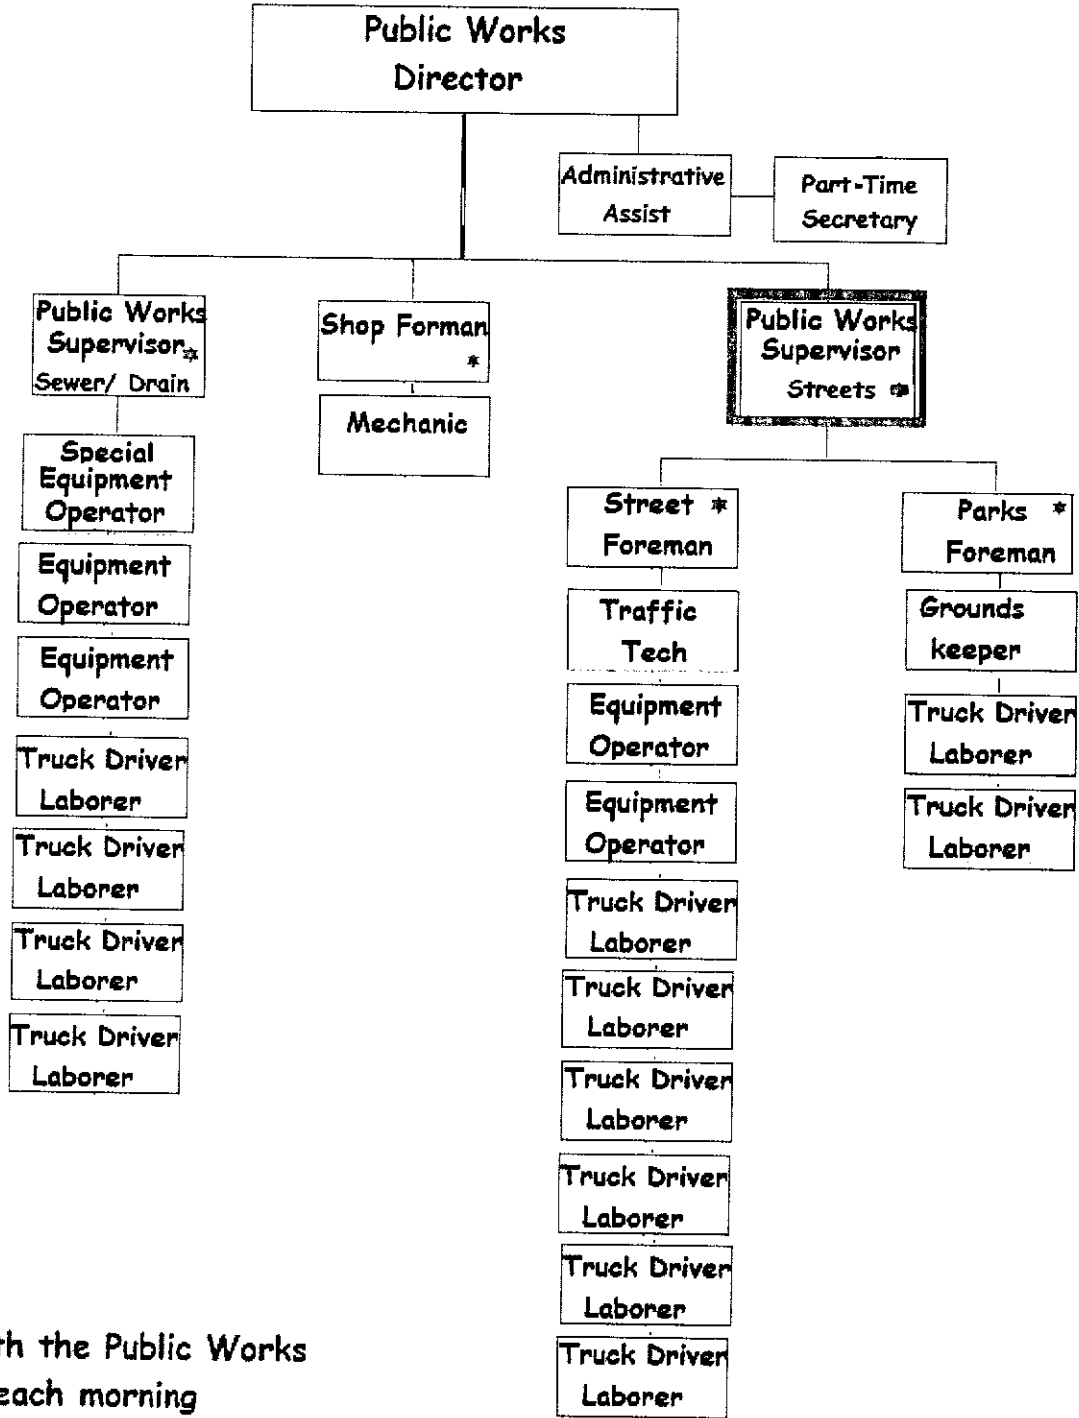 Public Works
Director
Administrative
Assist
Part-Time
Secretary
Public Works
Supervisor*
Sewer/ Drain
Shop Forman
*
Public Works
Supervisor
Streets
Special
Equipment
Operator
Equipment
Operator
Equipment
Operator
Truck Driver
Laborer
Truck Driver
Laborer
Truck Driver
Laborer
Truck Driver
Laborer
Mechanic
Street *
Foreman
Traffic
Tech
Equipment
Operator
Equipment
Operator
Truck Driver
Laborer
Truck Driver
Laborer
Truck Driver
Laborer
Truck Driver
Laborer
Truck Driver
Laborer
Truck Driver
Laborer
Parks *
Foreman
Grounds
keeper
Truck Driver
Laborer
Truck Driver
Laborer
the Public Works
each morning